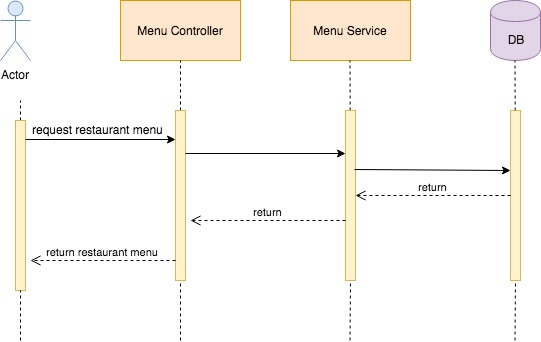 Menu Controller
Menu Service
DB
Actor
request restaurant menu
return
return
return restaurant menu